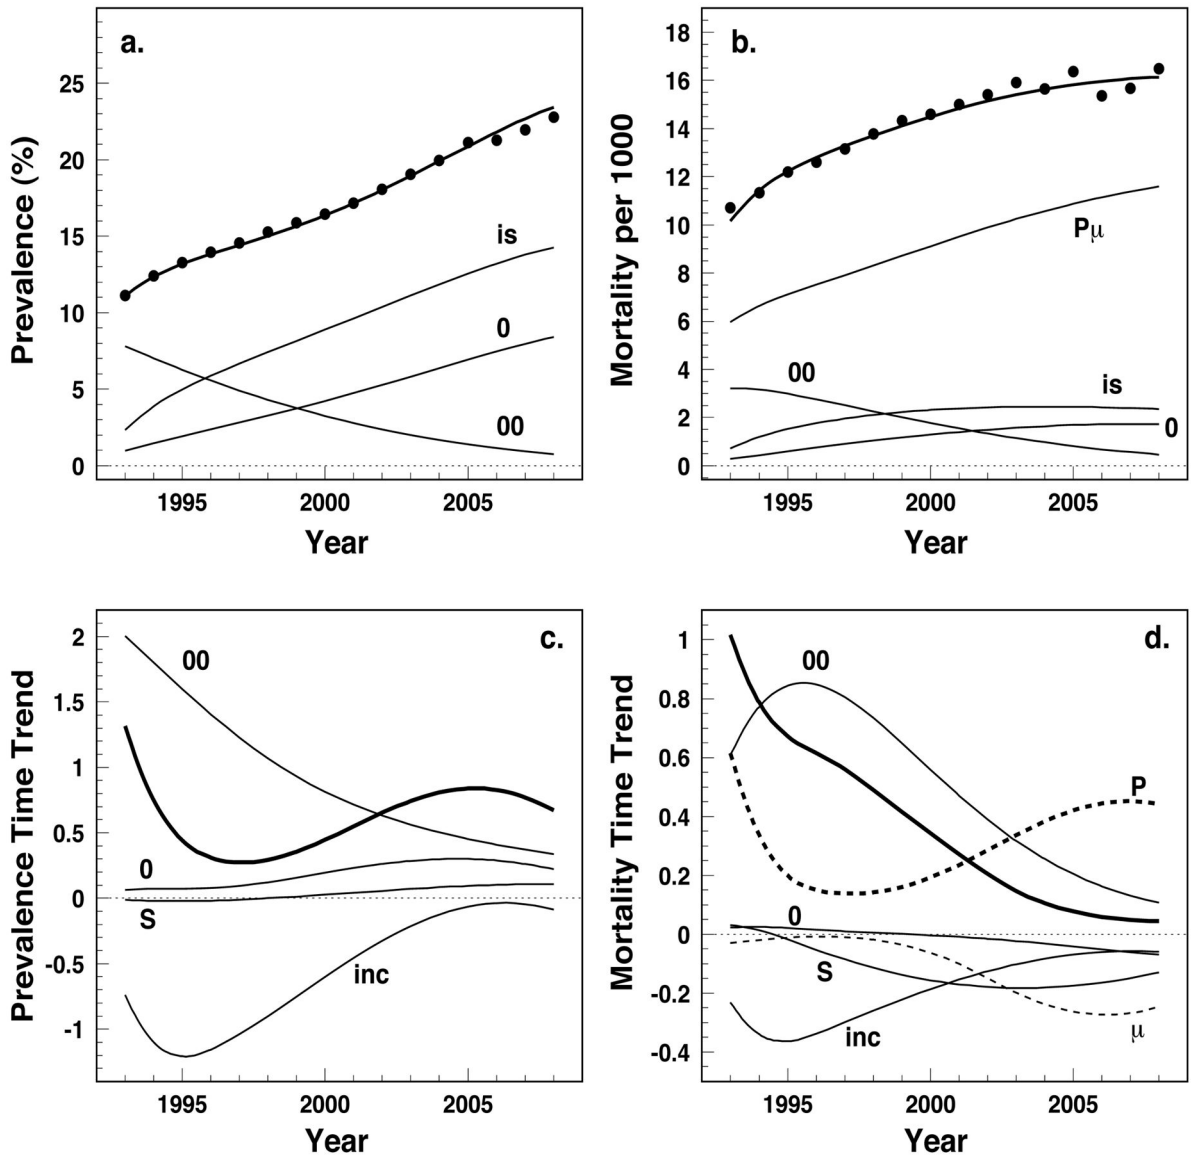 a.
Prevalence (%)
25
20
15
10
5
0
is
0
00
1995 2000 2005
Year
b.
Mortality per 1000
18
16
14
12
10
8
6
4
2
0
Pμ
00
is
0
1995 2000 2005
Year
c.
Prevalence Time Trend
2
1.5
1
0.5
0
-0.5
-1
00
0
S
inc
1995 2000 2005
Year
d.
Mortality Time Trend
1
0.8
0.6
0.4
0.2
0
-0.2
-0.4
00
P
0
S
inc
μ
1995 2000 2005
Year